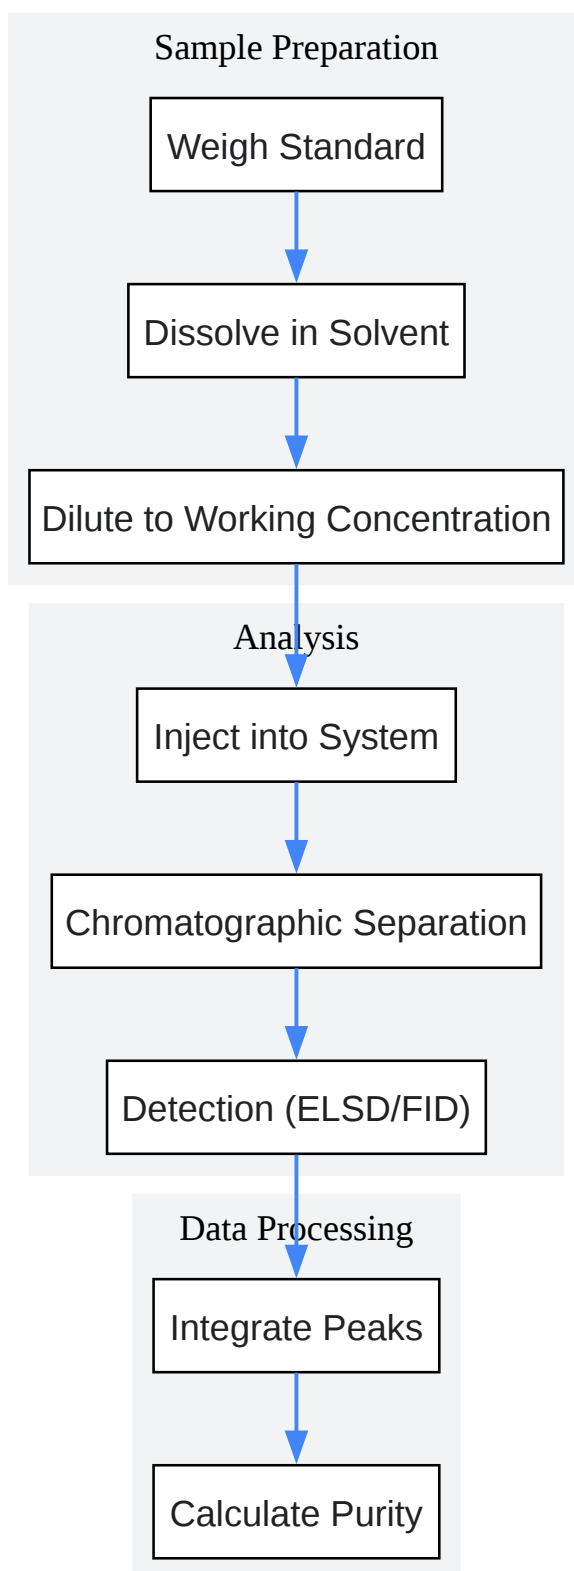 Sample Preparation
Weigh Standard
Dissolve in Solvent
Dilute to Working Concentration
Analysis
Inject into System
Chromatographic Separation
Detection (ELSD/FID)
Data Processing
Integrate Peaks
Calculate Purity